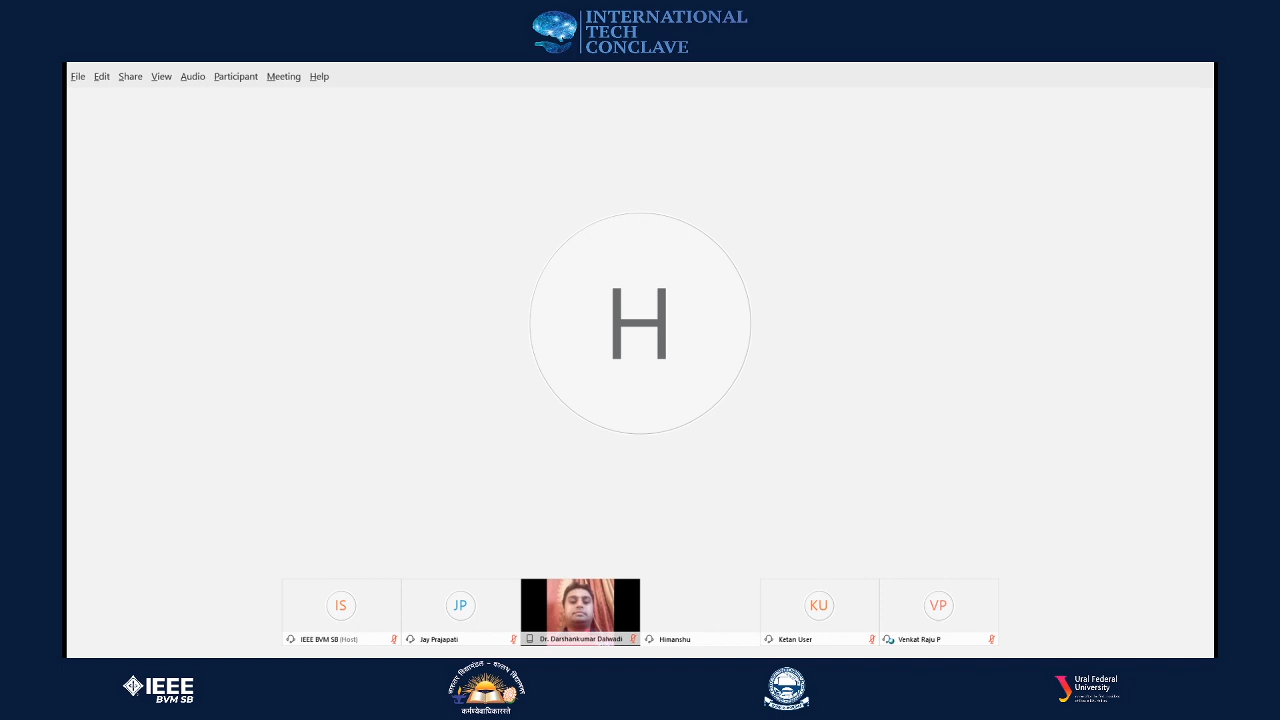 INTERNATIONAL
TECH
CONCLAVE
File Edit Share View Audio Participant Meeting Help
H
IS
JP
KU
VP
IEEE BVM SB (Host)
Jay Prajapati
Dr. Darshankumar Dalwadi
Himanshu
Ketan User
Venkat Raju P
IEEE
BVM SB
कर्मण्येवाधिकारस्ते
Ural Federal
University